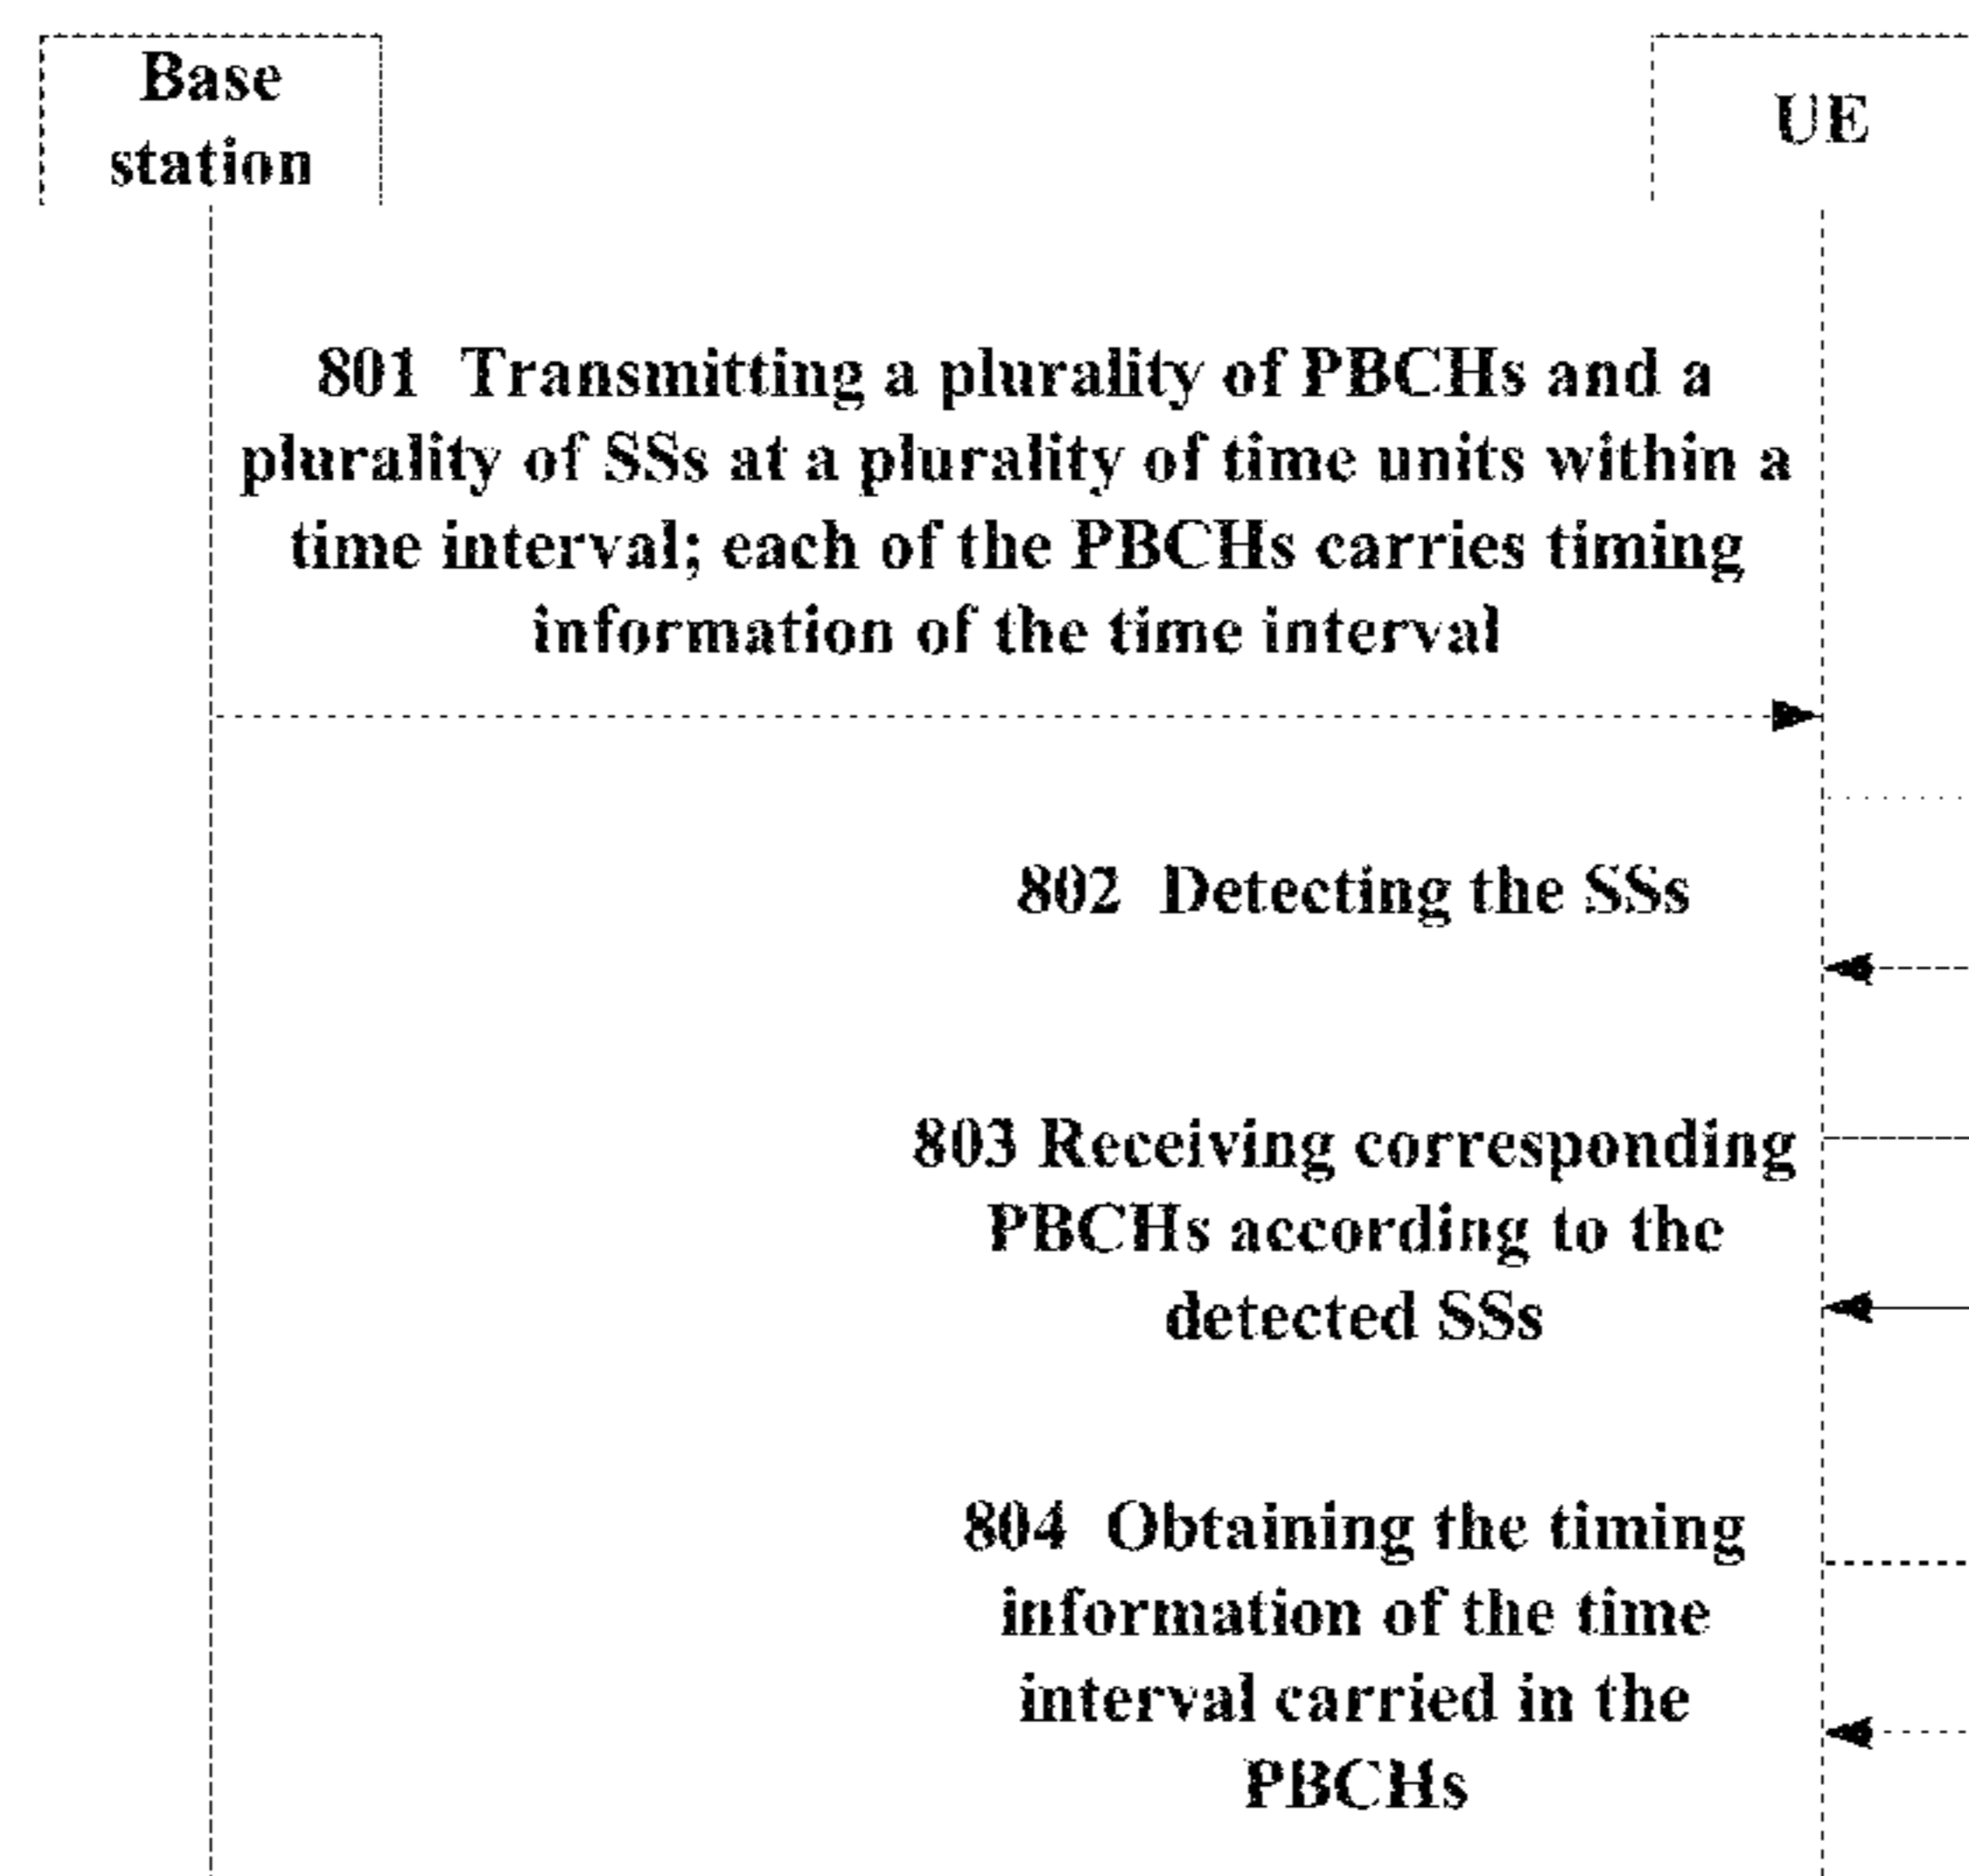 Base
station
UE
801 Transmitting a plurality of PBCHs and a
plurality of SSs at a plurality of time units within a
time interval; each of the PBCHs carries timing
information of the time interval
802 Detecting the SSs
803 Receiving corresponding
PBCHs according to the
detected SSs
804 Obtaining the timing
information of the time
interval carried in the
PBCHs